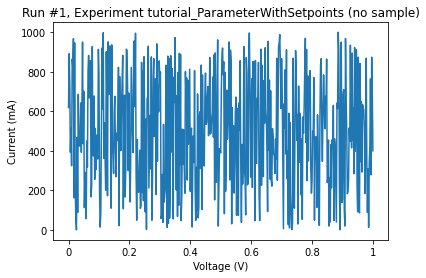 Run #1, Experiment tutorial_ParameterWithSetpoints (no sample)
Current (mA)
1000
800
600
400
200
0
0 0.2 0.4 0.6 0.8 1
Voltage (V)